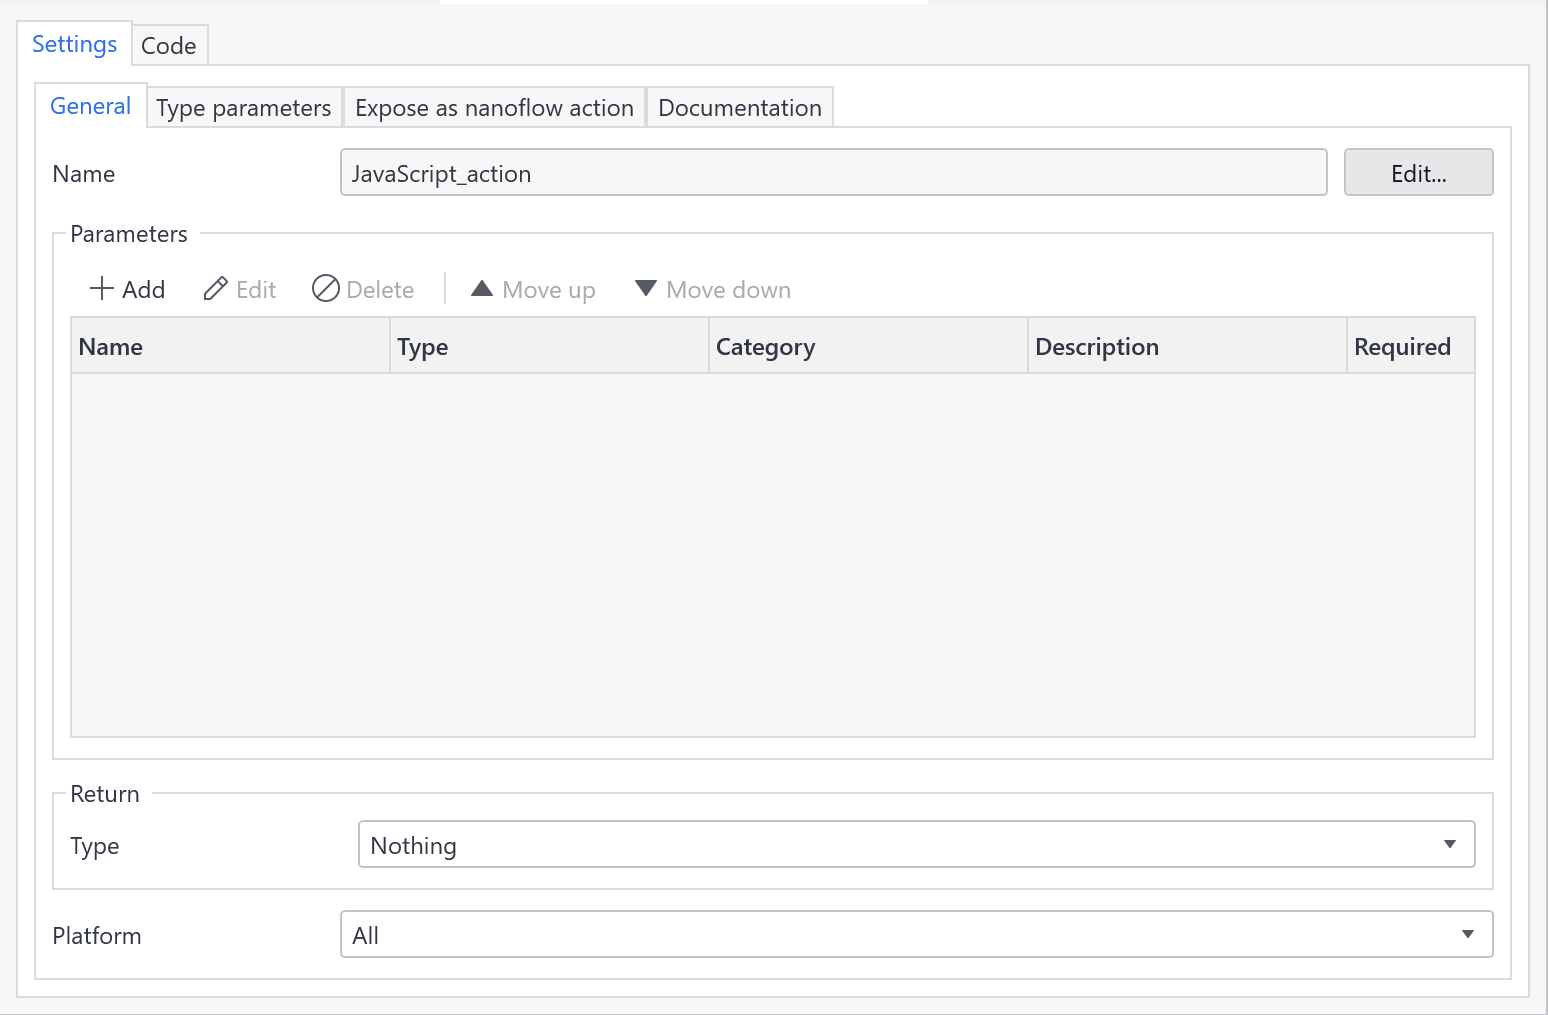 Settings Code
General Type parameters Expose as nanoflow action Documentation
Name JavaScript_action Edit...
Parameters
Add Edit Delete Move up Move down
Name Type Category Description Required
Return
Type Nothing
Platform All